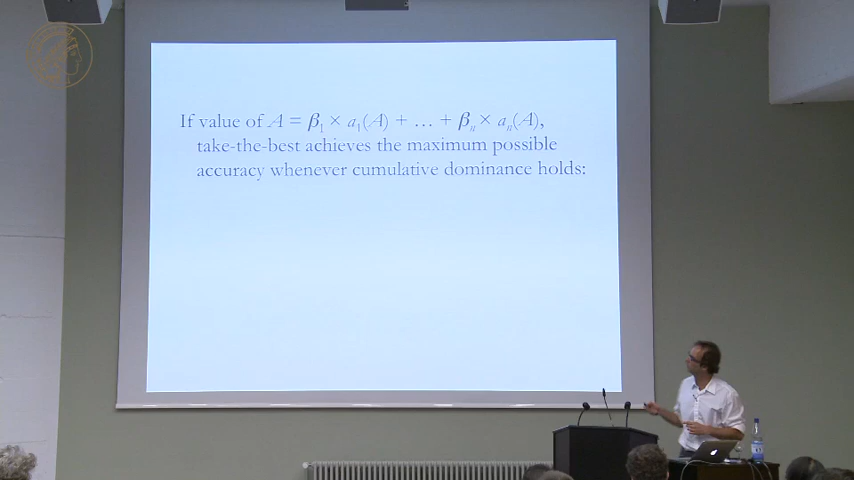 If value of A = β₁ × a₁(A) + … + βₙ × aₙ(A),
take-the-best achieves the maximum possible
accuracy whenever cumulative dominance holds: